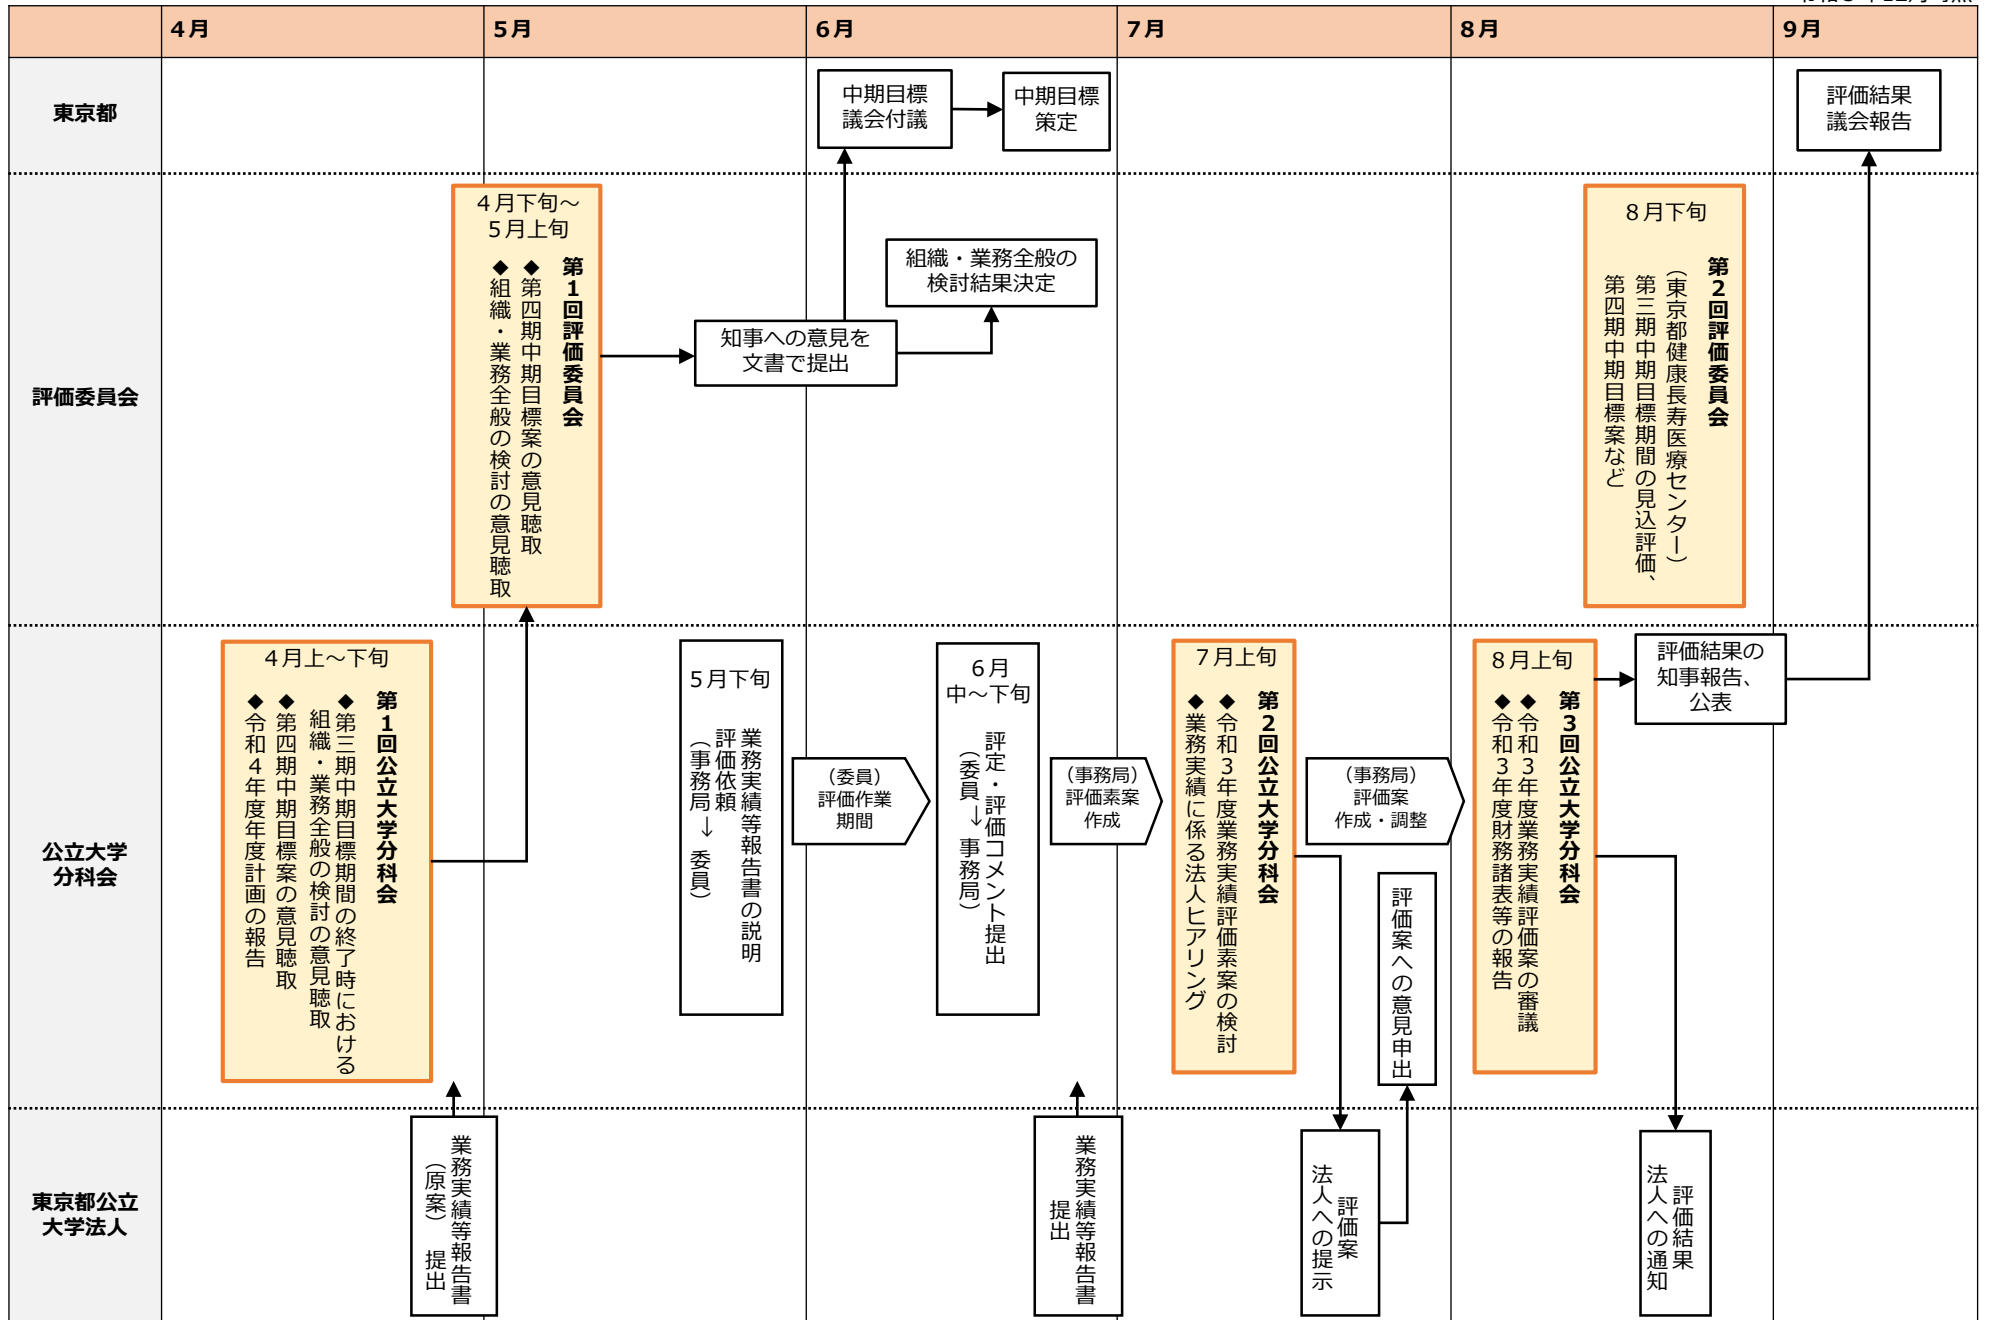 4月
5月
6月
7月
8月
9月
東京都
中期目標
議会付議
中期目標
策定
評価結果
議会報告
評価委員会
４月下旬～
５月上旬
第１回評価委員会
◆第四期中期目標案の意見聴取
◆組織・業務全般の検討の意見聴取
知事への意見を
文書で提出
組織・業務全般の
検討結果決定
８月下旬
第２回評価委員会
（東京都健康長寿医療センター）
第三期中期目標期間の見込評価、
第四期中期目標案など
公立大学
分科会
４月上～下旬
第１回公立大学分科会
◆第三期中期目標期間の終了時における
組織・業務全般の検討の意見聴取
◆第四期中期目標案の意見聴取
◆令和４年度年度計画の報告
５月下旬
業務実績等報告書の説明
評価依頼
（事務局→委員）
（委員）
評価作業
期間
６月
中～下旬
評定・評価コメント提出
（委員→事務局）
（事務局）
評価素案
作成
７月上旬
第２回公立大学分科会
◆令和３年度業務実績評価素案の検討
◆業務実績に係る法人ヒアリング
（事務局）
評価案
作成・調整
評価案への意見申出
８月上旬
第３回公立大学分科会
◆令和３年度業務実績評価案の審議
◆令和３年度財務諸表等の報告
評価結果の
知事報告、
公表
東京都公立
大学法人
業務実績等報告書
（原案）　提出
業務実績等報告書
提出
評価案
法人への提示
評価結果
法人への通知